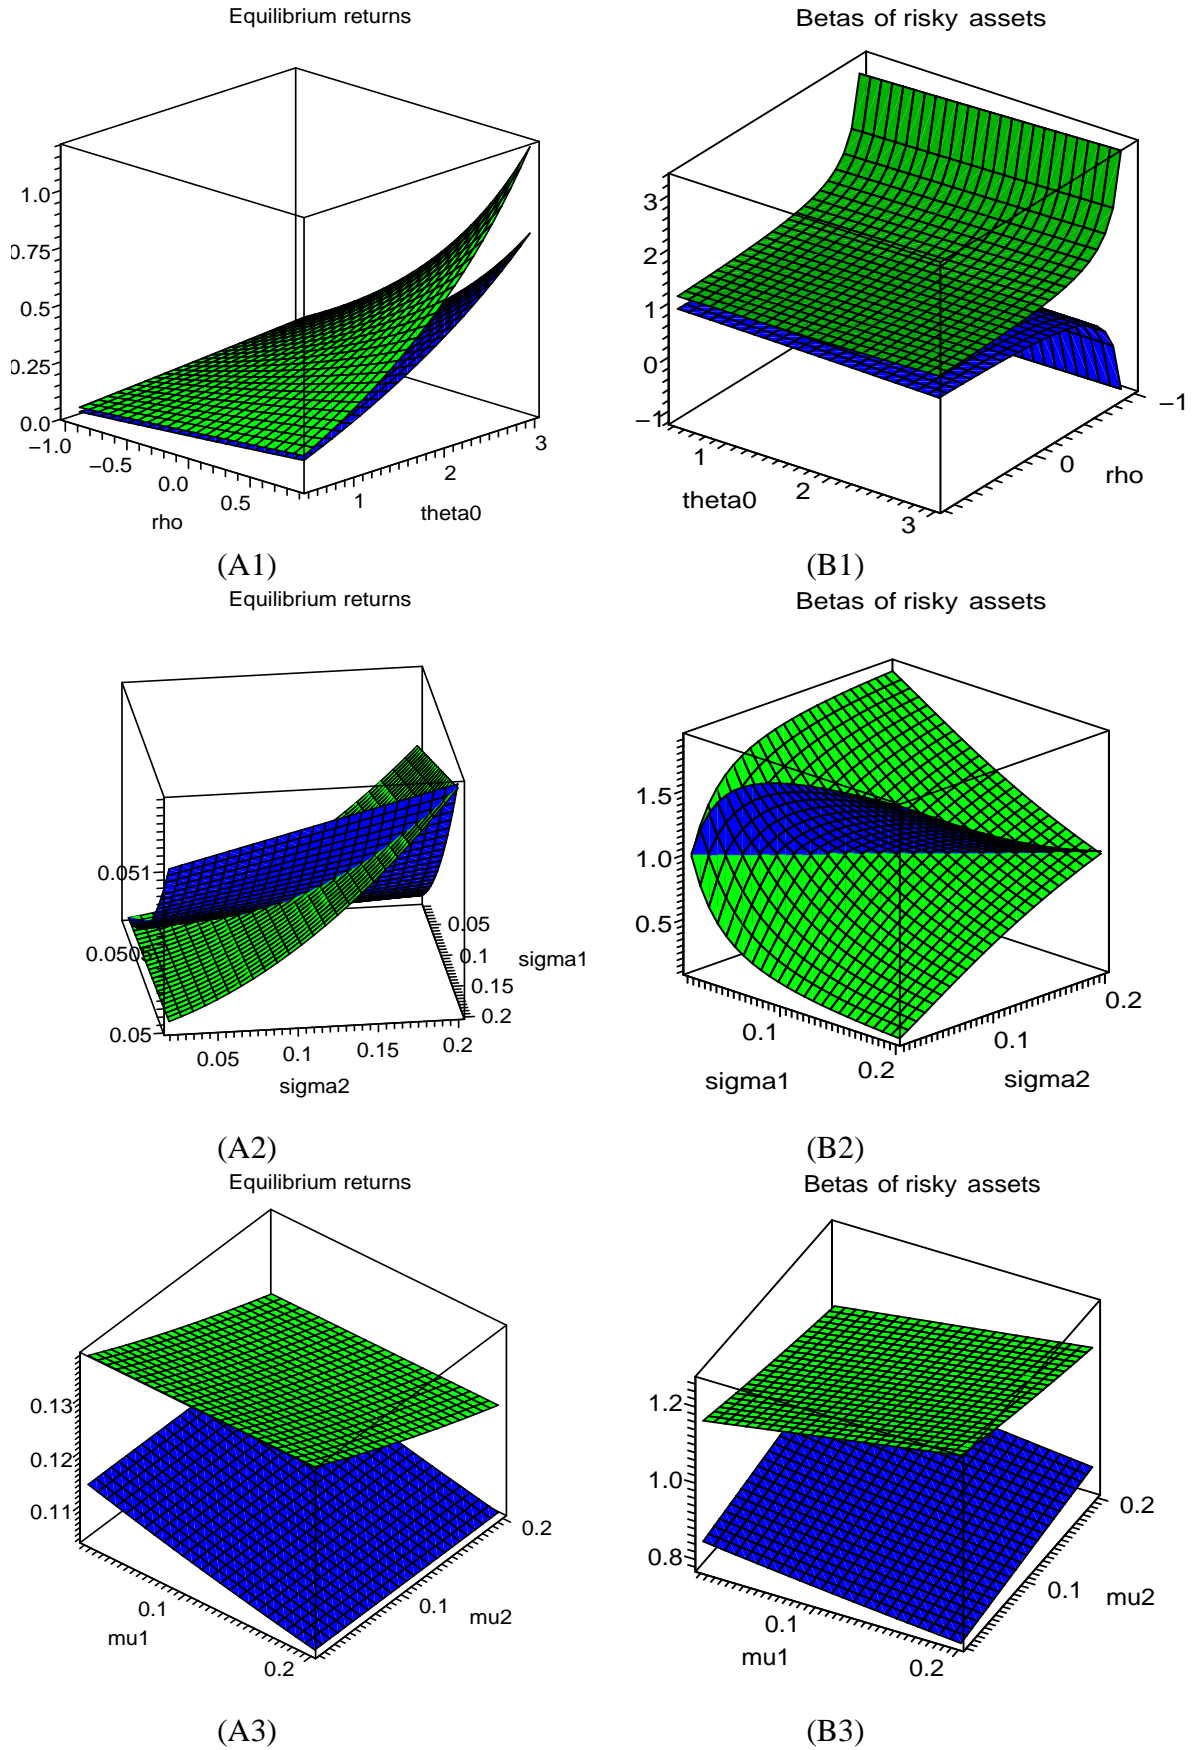 Equilibrium returns
1.0
0.75
0.5
0.25
0.0
−1.0
−0.5
0.0
0.5
rho
1
2
3
theta0
(A1)
Betas of risky assets
3
2
1
0
−1
1
2
3
theta0
0
−1
rho
(B1)
Equilibrium returns
0.051
0.0505
0.05
0.05
0.1
0.15
0.2
sigma2
0.05
0.1
0.15
0.2
sigma1
(A2)
Betas of risky assets
1.5
1.0
0.5
0.1
0.2
sigma1
0.1
0.2
sigma2
(B2)
Equilibrium returns
0.13
0.12
0.11
0.1
0.2
mu1
0.1
0.2
mu2
(A3)
Betas of risky assets
1.2
1.0
0.8
0.1
0.2
mu1
0.1
0.2
mu2
(B3)